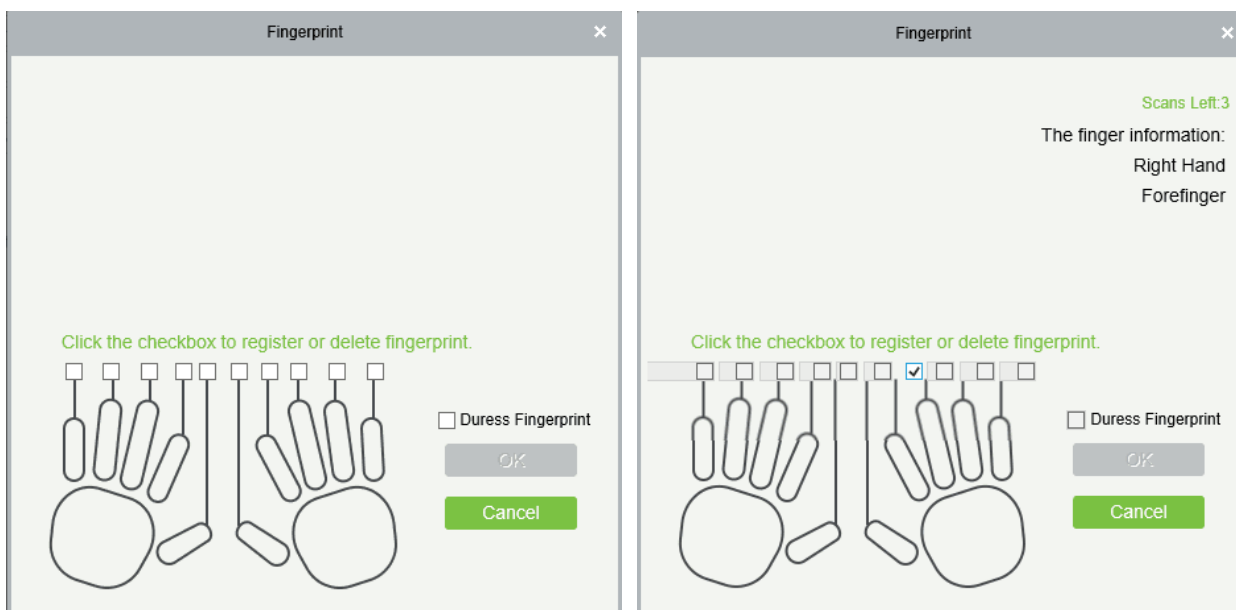 Fingerprint
Click the checkbox to register or delete fingerprint.
Duress Fingerprint
OK
Cancel
Fingerprint
Scans Left:3
The finger information:
Right Hand
Forefinger
Click the checkbox to register or delete fingerprint.
Duress Fingerprint
OK
Cancel